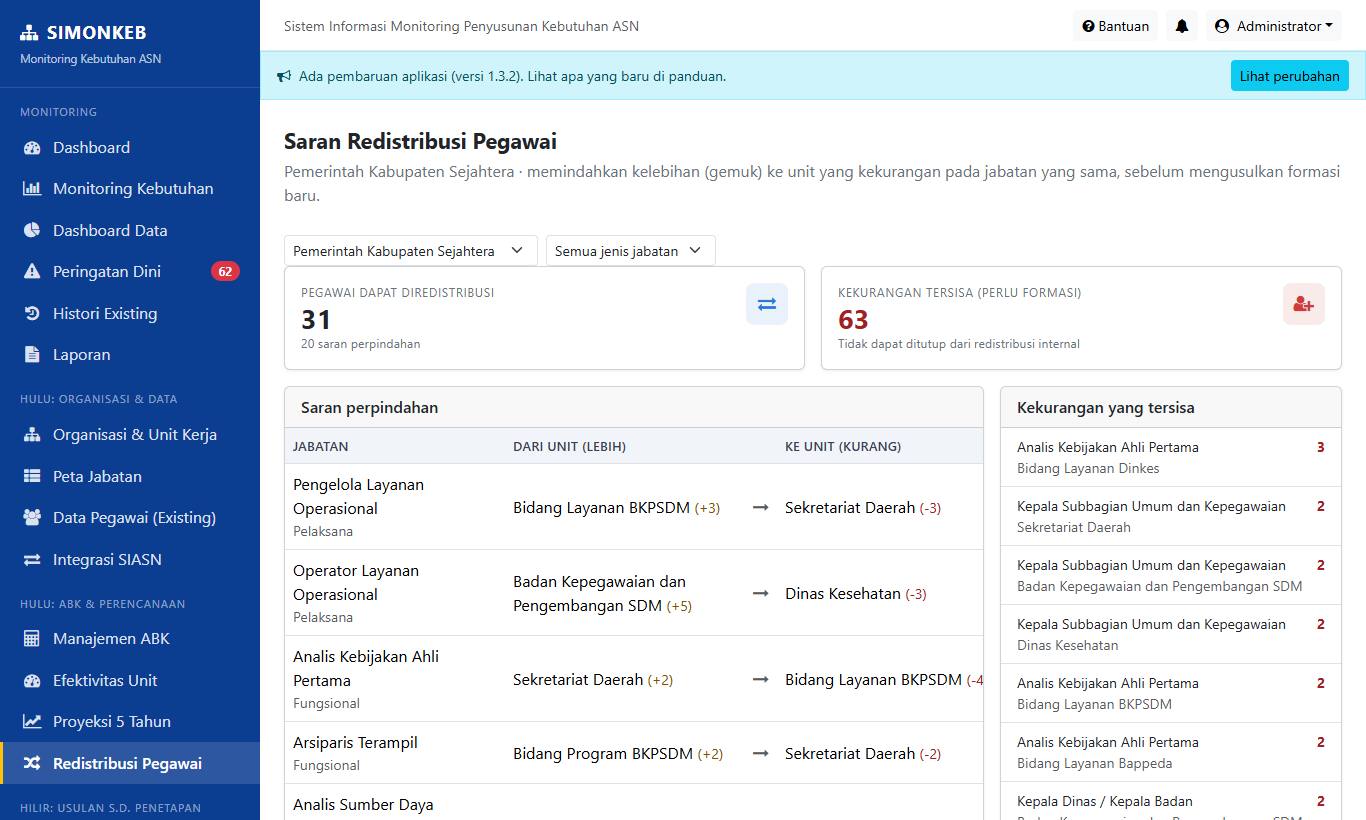 SIMONKEB
Monitoring Kebutuhan ASN
MONITORING
Dashboard
Monitoring Kebutuhan
Dashboard Data
Peringatan Dini 62
Histori Existing
Laporan
HULU: ORGANISASI & DATA
Organisasi & Unit Kerja
Peta Jabatan
Data Pegawai (Existing)
Integrasi SIASN
HULU: ABK & PERENCANAAN
Manajemen ABK
Efektivitas Unit
Proyeksi 5 Tahun
Redistribusi Pegawai
HILIR: USULAN S.D. PENETAPAN
Sistem Informasi Monitoring Penyusunan Kebutuhan ASN
Bantuan
Administrator
Ada pembaruan aplikasi (versi 1.3.2). Lihat apa yang baru di panduan.
Lihat perubahan
Saran Redistribusi Pegawai
Pemerintah Kabupaten Sejahtera · memindahkan kelebihan (gemuk) ke unit yang kekurangan pada jabatan yang sama, sebelum mengusulkan formasi
baru.
Pemerintah Kabupaten Sejahtera
Semua jenis jabatan
PEGAWAI DAPAT DIREDISTRIBUSI
31
20 saran perpindahan
KEKURANGAN TERSISA (PERLU FORMASI)
63
Tidak dapat ditutup dari redistribusi internal
Saran perpindahan
JABATAN DARI UNIT (LEBIH) KE UNIT (KURANG)
Pengelola Layanan
Operasional
Pelaksana
Bidang Layanan BKPSDM (+3)
Sekretariat Daerah (-3)
Operator Layanan
Operasional
Pelaksana
Badan Kepegawaian dan
Pengembangan SDM (+5)
Dinas Kesehatan (-3)
Analis Kebijakan Ahli
Pertama
Fungsional
Sekretariat Daerah (+2)
Bidang Layanan BKPSDM (-4
Arsiparis Terampil
Fungsional
Bidang Program BKPSDM (+2)
Sekretariat Daerah (-2)
Analis Sumber Daya
Kekurangan yang tersisa
Analis Kebijakan Ahli Pertama 3
Bidang Layanan Dinkes
Kepala Subbagian Umum dan Kepegawaian 2
Sekretariat Daerah
Kepala Subbagian Umum dan Kepegawaian 2
Badan Kepegawaian dan Pengembangan SDM
Kepala Subbagian Umum dan Kepegawaian 2
Dinas Kesehatan
Analis Kebijakan Ahli Pertama 2
Bidang Layanan BKPSDM
Analis Kebijakan Ahli Pertama 2
Bidang Layanan Bappeda
Kepala Dinas / Kepala Badan 2